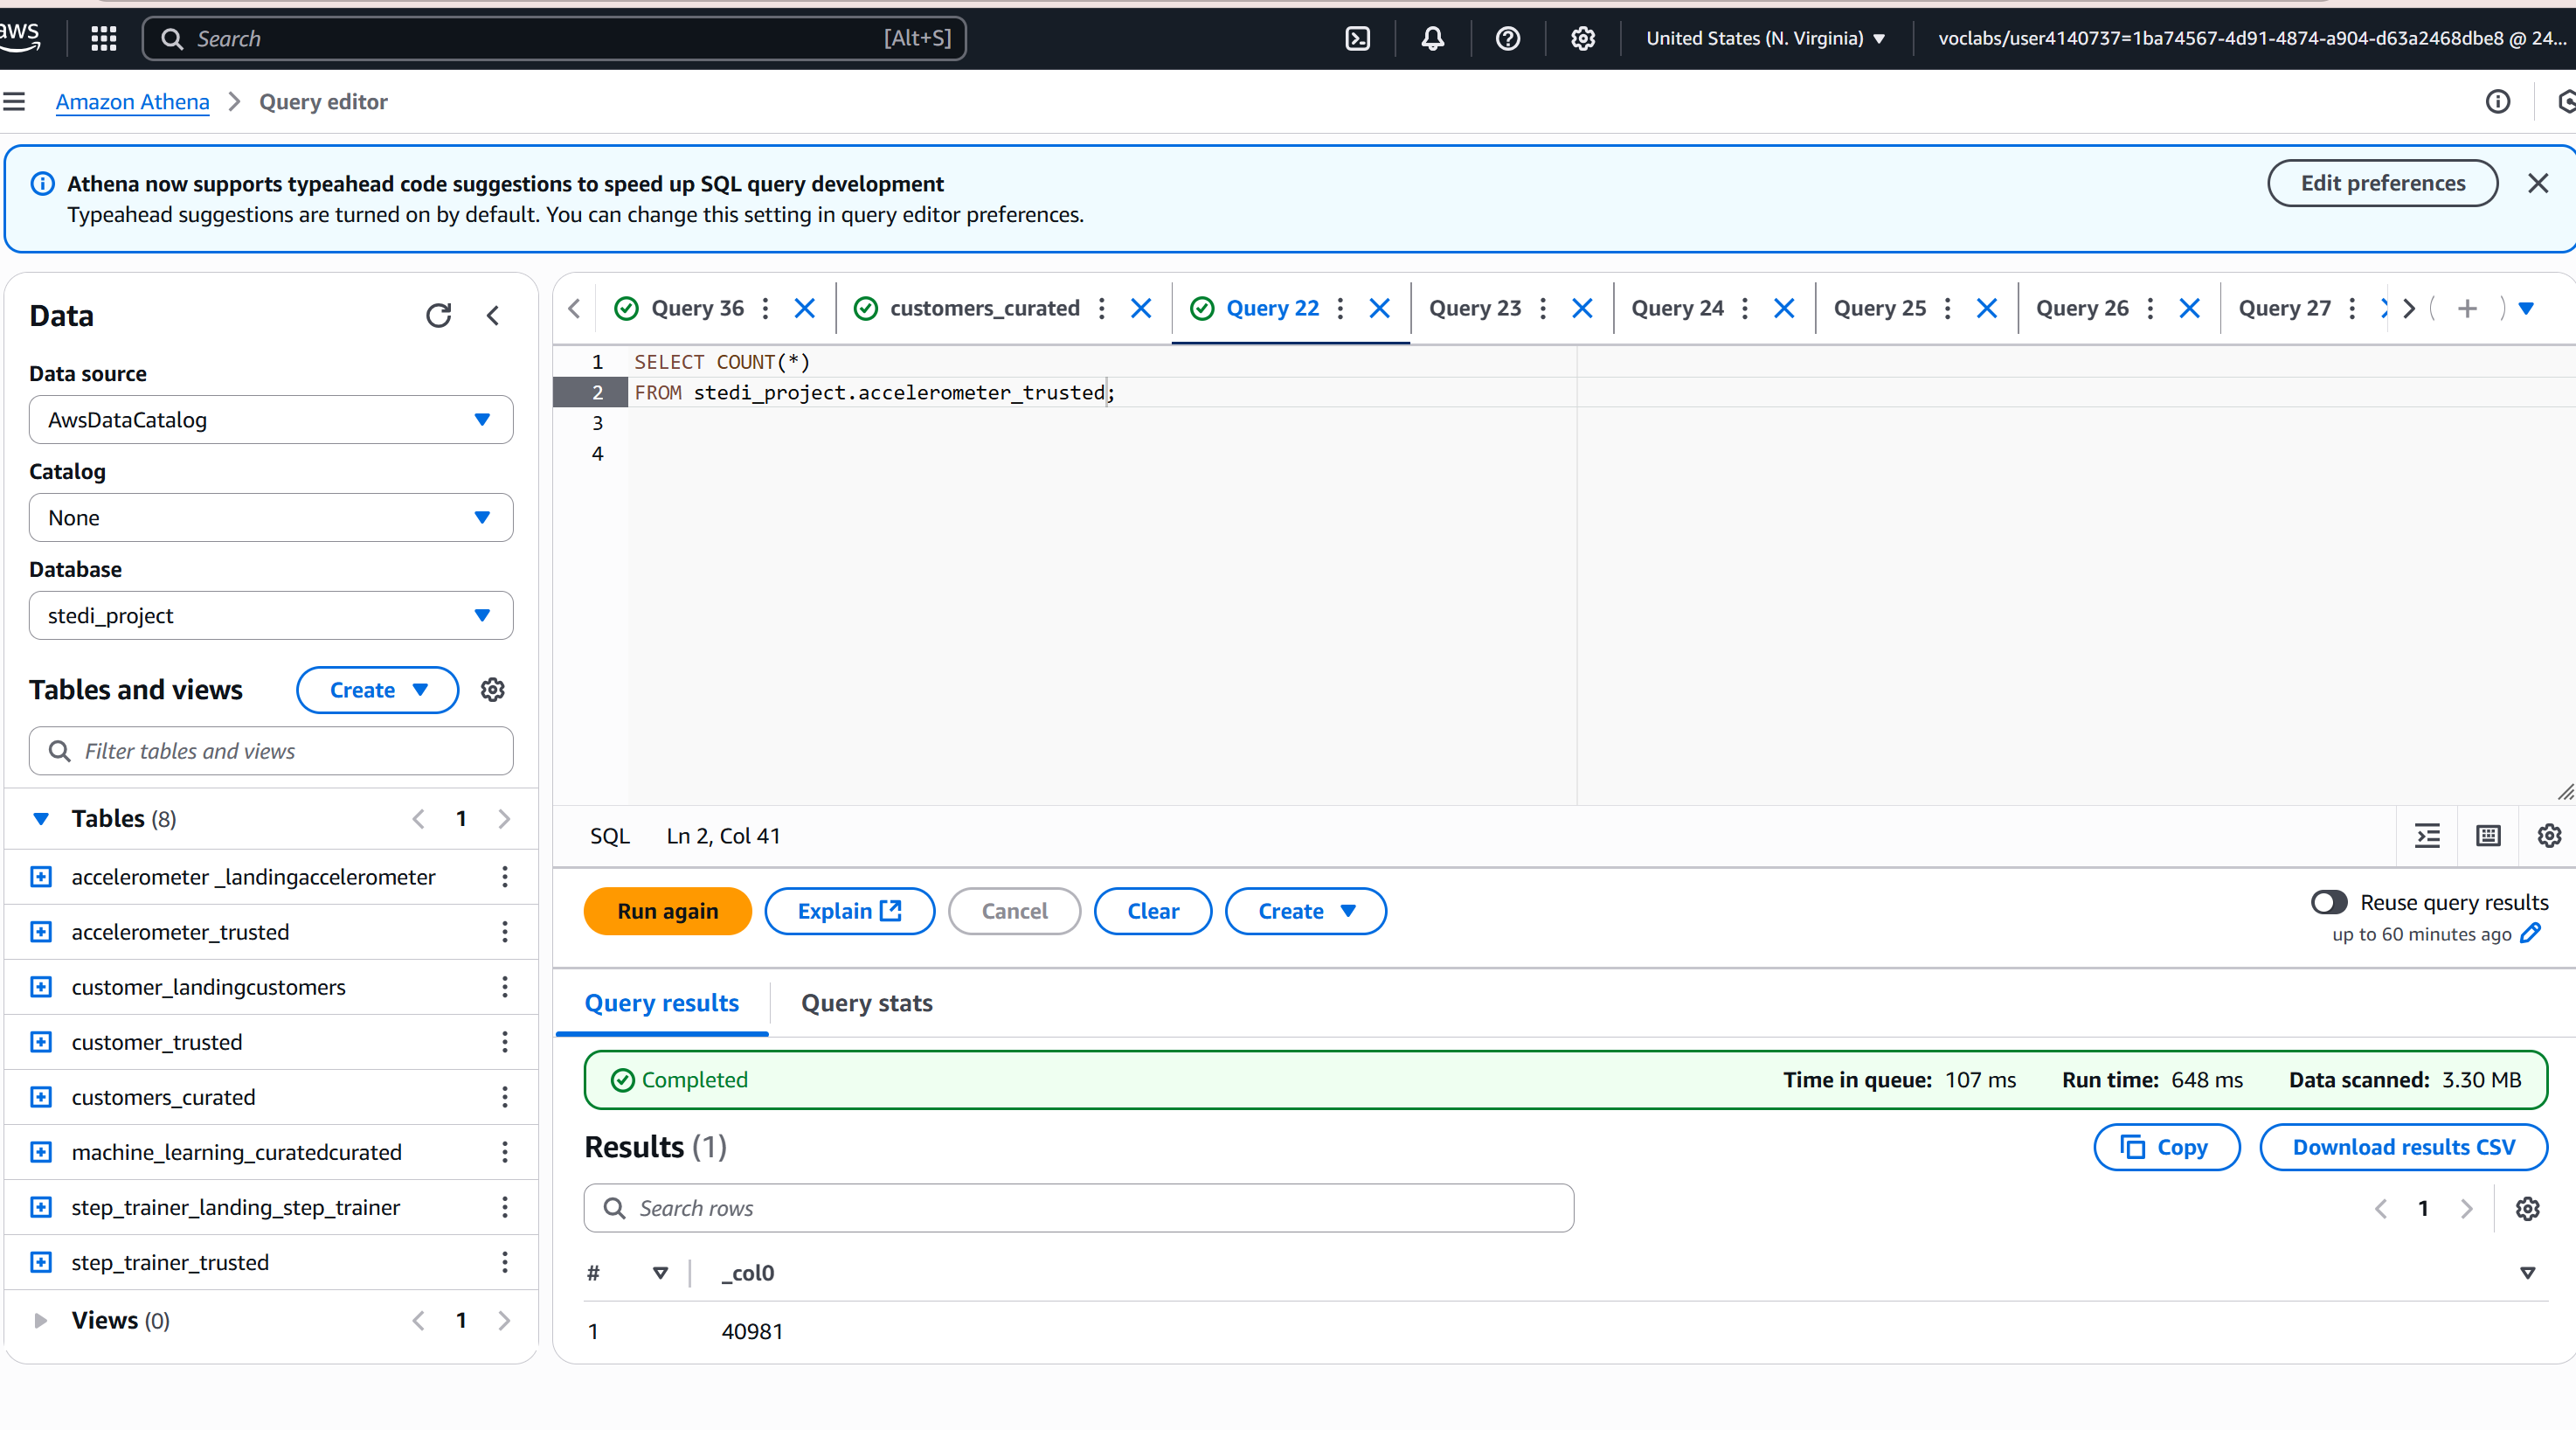 aws
Search [Alt+S] United States (N. Virginia) voclabs/user4140737=1ba74567-4d91-4874-a904-d63a2468dbe8 @ 24...
Amazon Athena > Query editor
Athena now supports typeahead code suggestions to speed up SQL query development
Typeahead suggestions are turned on by default. You can change this setting in query editor preferences.
Edit preferences
Data
Data source
AwsDataCatalog
Catalog
None
Database
stedi_project
Tables and views Create
Filter tables and views
Tables (8) 1
accelerometer _landingaccelerometer
accelerometer_trusted
customer_landingcustomers
customer_trusted
customers_curated
machine_learning_curatedcurated
step_trainer_landing_step_trainer
step_trainer_trusted
Views (0) 1
Query 36 customers_curated Query 22 Query 23 Query 24 Query 25 Query 26 Query 27
1 SELECT COUNT(*)
2 FROM stedi_project.accelerometer_trusted;
3
4
SQL Ln 2, Col 41
Run again Explain Cancel Clear Create
Reuse query results
up to 60 minutes ago
Query results Query stats
Completed Time in queue: 107 ms Run time: 648 ms Data scanned: 3.30 MB
Results (1) Copy Download results CSV
Search rows 1
# _col0
1 40981